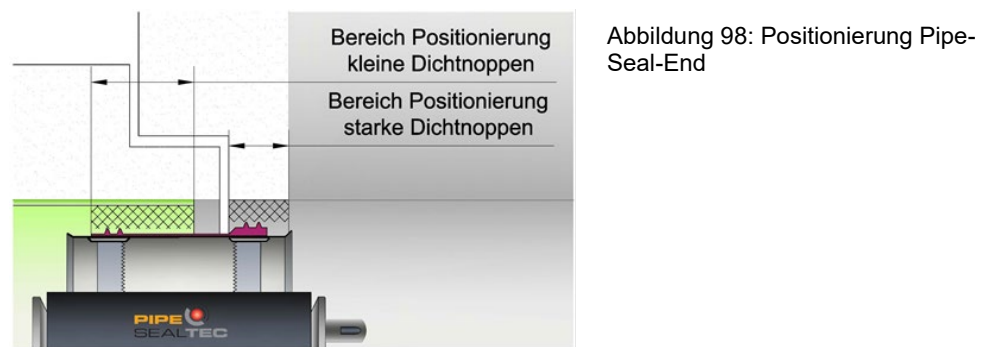 Bereich Positionierung
kleine Dichtnoppen
Bereich Positionierung
starke Dichtnoppen
PIPE
SEALTEC
Abbildung 98: Positionierung Pipe-
Seal-End